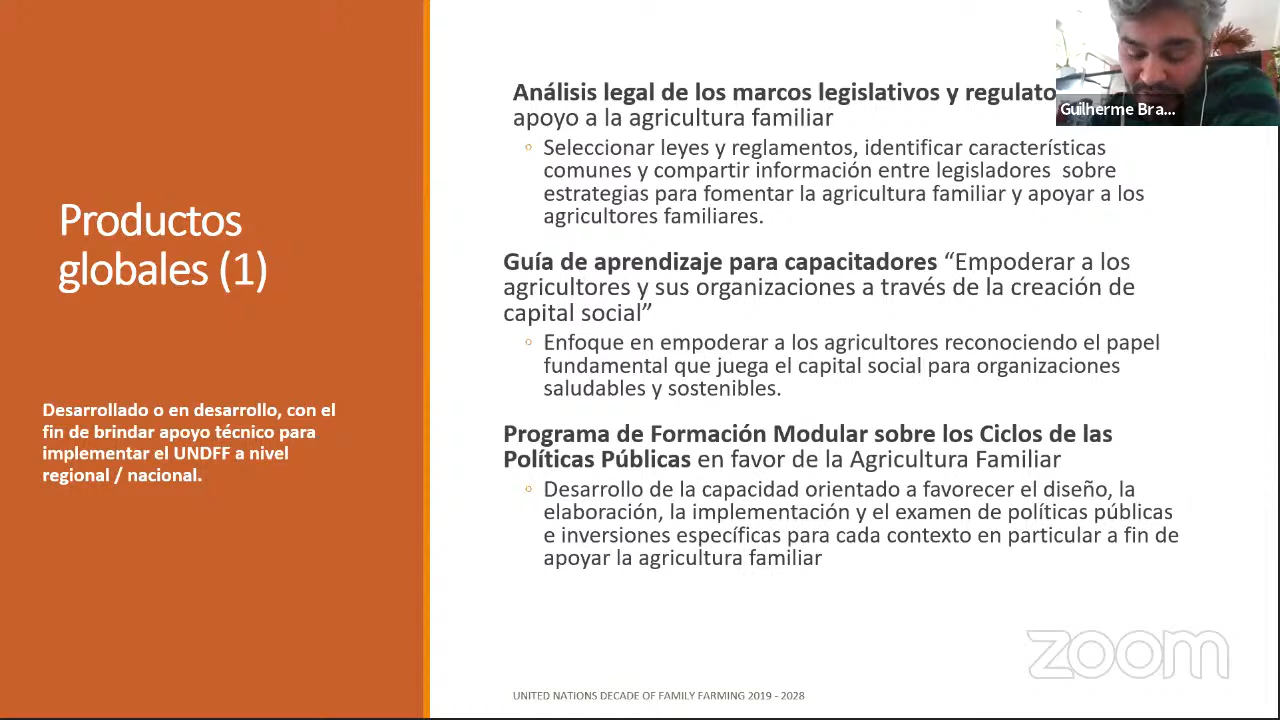 Productos
globales (1)
Desarrollado o en desarrollo, con el
fin de brindar apoyo técnico para
implementar el UNDFF a nivel
regional / nacional.
Análisis legal de los marcos legislativos y regulato
apoyo a la agricultura familiar
◦ Seleccionar leyes y reglamentos, identificar características
comunes y compartir información entre legisladores sobre
estrategias para fomentar la agricultura familiar y apoyar a los
agricultores familiares.
Guía de aprendizaje para capacitadores “Empoderar a los
agricultores y sus organizaciones a través de la creación de
capital social”
◦ Enfoque en empoderar a los agricultores reconociendo el papel
fundamental que juega el capital social para organizaciones
saludables y sostenibles.
Programa de Formación Modular sobre los Ciclos de las
Políticas Públicas en favor de la Agricultura Familiar
◦ Desarrollo de la capacidad orientado a favorecer el diseño, la
elaboración, la implementación y el examen de políticas públicas
e inversiones específicas para cada contexto en particular a fin de
apoyar la agricultura familiar
UNITED NATIONS DECADE OF FAMILY FARMING 2019 - 2028
Guilherme Bra...
zoom